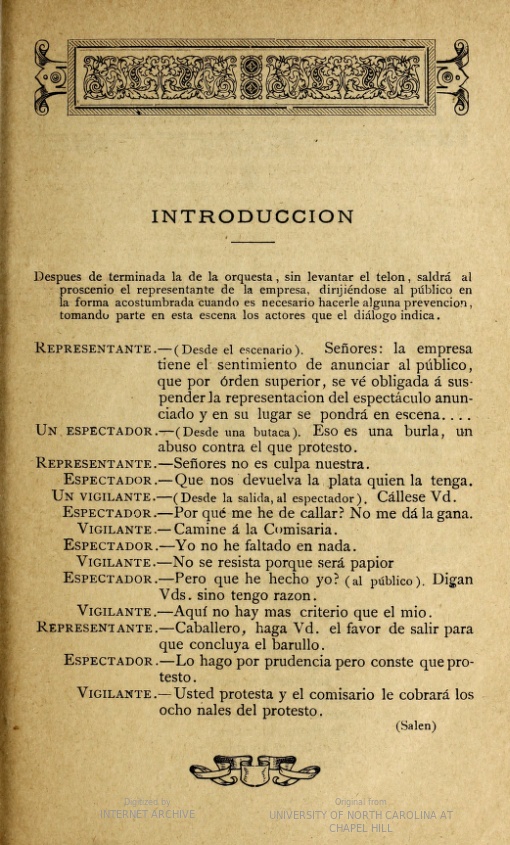 INTRODUCCION
Despues de terminada la de la orquesta, sin levantar el telon, saldrá al
proscenio el representante de la empresa, dirijiéndose al público en
la forma acostumbrada cuando es necesario hacerle alguna prevencion,
tomando parte en esta escena los actores que el diálogo indica.
REPRESENTANTE.—(Desde el escenario). Señores: la empresa
tiene el sentimiento de anunciar al público,
que por órden superior, se vé obligada á sus-
pender la representacion del espectáculo anun-
ciado y en su lugar se pondrá en escena....
UN ESPECTADOR.—(Desde una butaca). Eso es una burla, un
abuso contra el que protesto.
REPRESENTANTE.—Señores no es culpa nuestra.
ESPECTADOR.—Que nos devuelva la plata quien la tenga.
UN VIGILANTE.—(Desde la salida, al espectador). Cállese Vd.
ESPECTADOR.—Por qué me he de callar? No me dá la gana.
VIGILANTE.—Camine á la Comisaria.
ESPECTADOR.—Yo no he faltado en nada.
VIGILANTE.—No se resista porque será papior
ESPECTADOR.—Pero que he hecho yo? (al público). Digan
Vds. sino tengo razon.
VIGILANTE.—Aquí no hay mas criterio que el mio.
REPRESENTANTE.—Caballero, haga Vd. el favor de salir para
que concluya el barullo.
ESPECTADOR.—Lo hago por prudencia pero conste que pro-
testo.
VIGILANTE.—Usted protesta y el comisario le cobrará los
ocho nales del protesto.
(Salen)
Digitized by
INTERNET ARCHIVE
Original from
UNIVERSITY OF NORTH CAROLINA AT
CHAPEL HILL